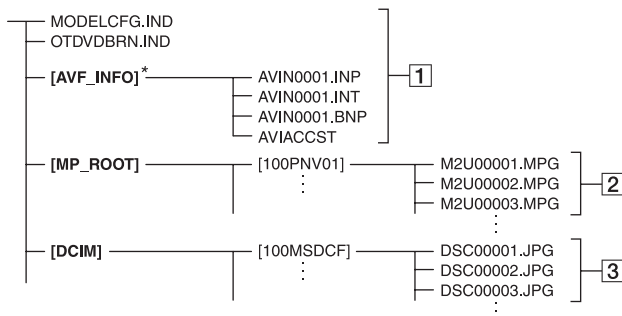 MODELCFG.IND
OTDVDBRN.IND
[AVF_INFO]*
AVIN0001.INP
AVIN0001.INT
AVIN0001.BNP
AVIACCST
1
[MP_ROOT]
[100PNV01]
M2U00001.MPG
M2U00002.MPG
M2U00003.MPG
2
[DCIM]
[100MSDCF]
DSC00001.JPG
DSC00002.JPG
DSC00003.JPG
3